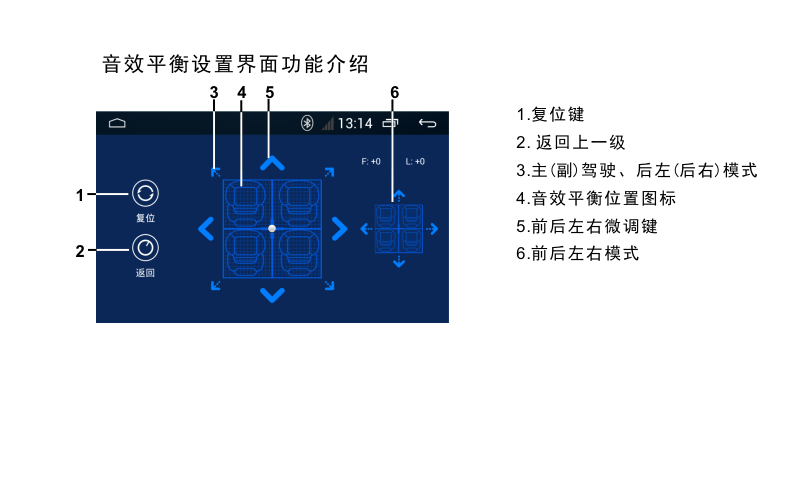 音效平衡设置界面功能介绍
3 4 5 6
13:14
F: +0 L: +0
1
复位
2
返回
1.复位键
2. 返回上一级
3.主(副)驾驶、后左(后右)模式
4.音效平衡位置图标
5.前后左右微调键
6.前后左右模式